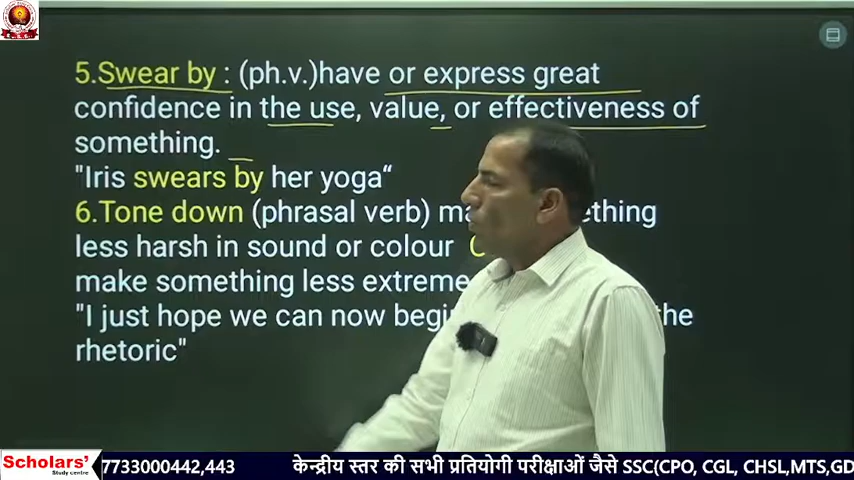 5.Swear by : (ph.v.)have or express great
confidence in the use, value, or effectiveness of
something.
"Iris swears by her yoga“
6.Tone down (phrasal verb)
less harsh in sound or colour
make something less extreme
"I just hope we can now the
rhetoric"
Scholars’
Study centre
7733000442,443
केन्द्रीय स्तर की सभी प्रतियोगी परीक्षाओं जैसे SSC(CPO, CGL, CHSL,MTS,GD